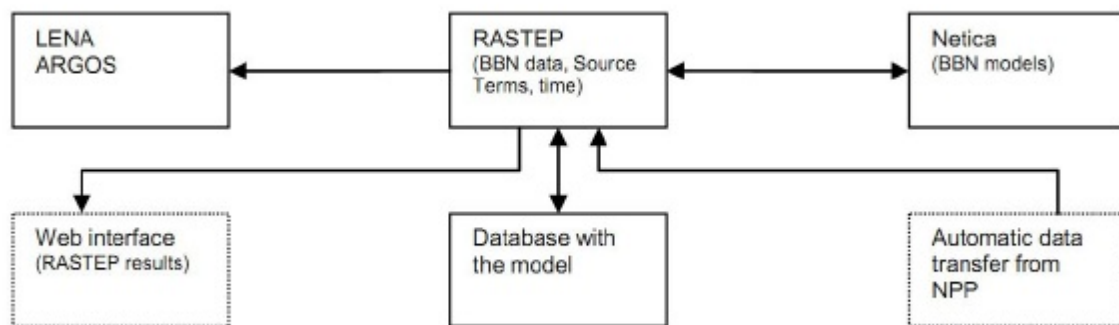 LENA
ARGOS
RASTEP
(BBN data, Source
Terms, time)
Netica
(BBN models)
Web interface
(RASTEP results)
Database with
the model
Automatic data
transfer from
NPP